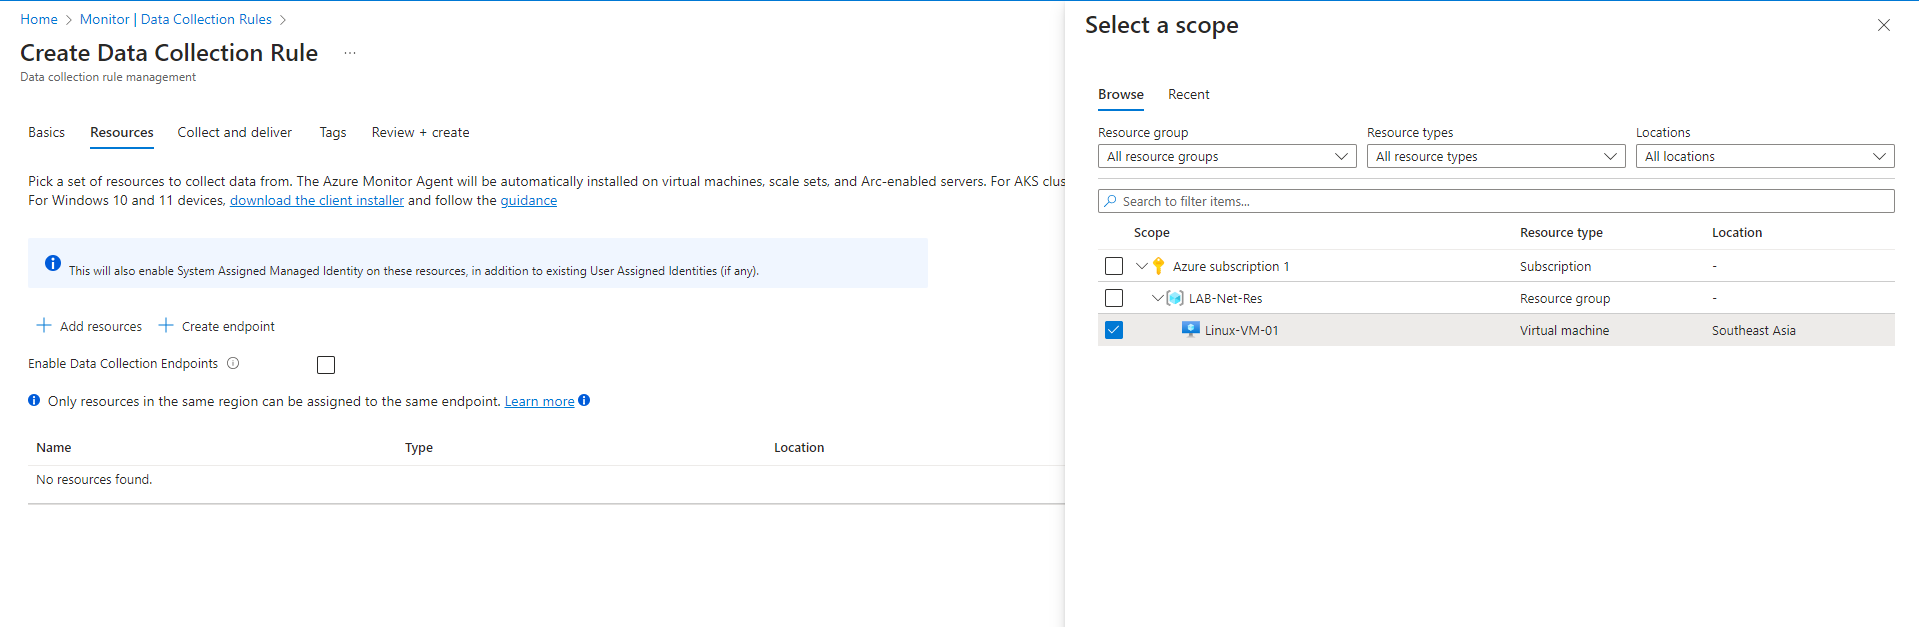 Home > Monitor | Data Collection Rules >
Create Data Collection Rule ...
Data collection rule management
Basics Resources Collect and deliver Tags Review + create
Pick a set of resources to collect data from. The Azure Monitor Agent will be automatically installed on virtual machines, scale sets, and Arc-enabled servers. For AKS clus
For Windows 10 and 11 devices, download the client installer and follow the guidance
This will also enable System Assigned Managed Identity on these resources, in addition to existing User Assigned Identities (if any).
+ Add resources + Create endpoint
Enable Data Collection Endpoints
Only resources in the same region can be assigned to the same endpoint. Learn more
Name Type Location
No resources found.
Select a scope
Browse Recent
Resource group Resource types Locations
All resource groups All resource types All locations
Search to filter items...
Scope Resource type Location
Azure subscription 1 Subscription -
LAB-Net-Res Resource group -
Linux-VM-01 Virtual machine Southeast Asia